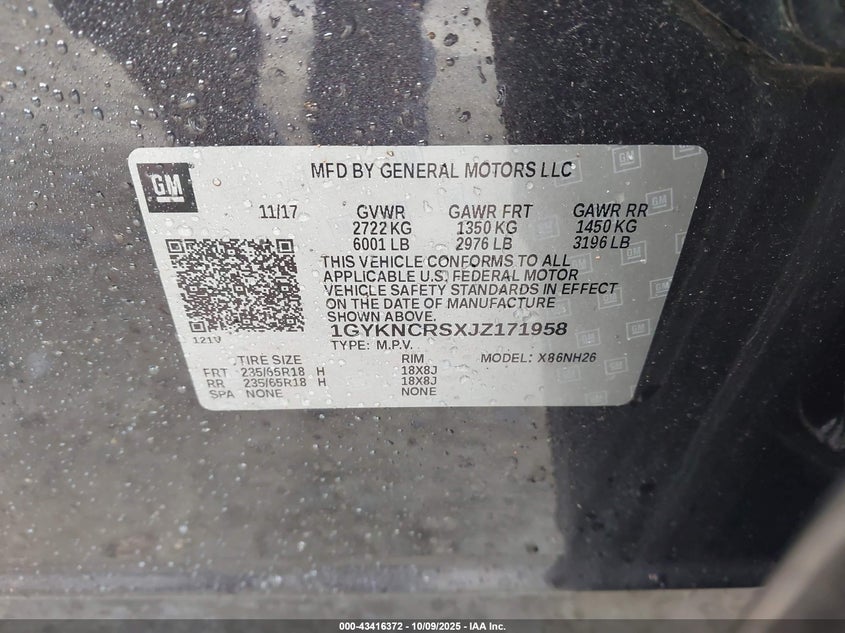 GM
MFD BY GENERAL MOTORS LLC
11/17 GVWR GAWR FRT GAWR RR
2722 KG 1350 KG 1450 KG
6001 LB 2976 LB 3196 LB
THIS VEHICLE CONFORMS TO ALL
APPLICABLE U.S. FEDERAL MOTOR
VEHICLE SAFETY STANDARDS IN EFFECT
ON THE DATE OF MANUFACTURE
SHOWN ABOVE.
1GYKNCRSXJZ171958
121V
TYPE: M.P.V. MODEL: X86NH26
TIRE SIZE RIM
FRT 235/65R18 H 18X8J
RR 235/65R18 H 18X8J
SPA NONE NONE
000-43416372 - 10/09/2025 - IAA Inc.